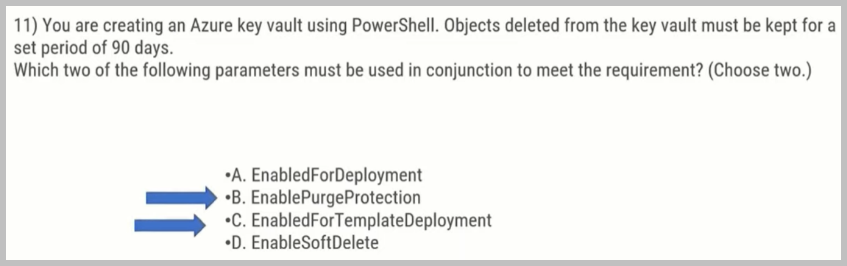 11) You are creating an Azure key vault using PowerShell. Objects deleted from the key vault must be kept for a
set period of 90 days.
Which two of the following parameters must be used in conjunction to meet the requirement? (Choose two.)
•A. EnabledForDeployment
•B. EnablePurgeProtection
•C. EnabledForTemplateDeployment
•D. EnableSoftDelete